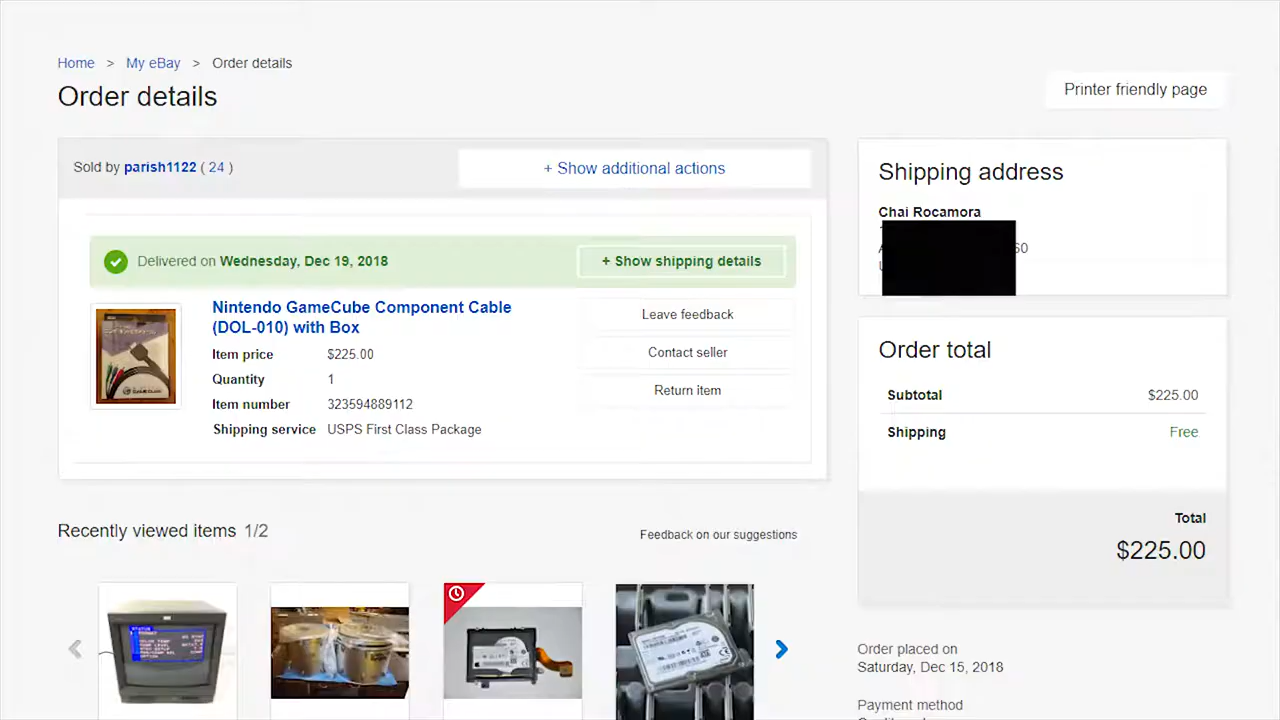 Home > My eBay > Order details
Order details
Printer friendly page
Sold by parish1122 ( 24 )
+ Show additional actions
Delivered on Wednesday, Dec 19, 2018
+ Show shipping details
Nintendo GameCube Component Cable
(DOL-010) with Box
Item price $225.00
Quantity 1
Item number 323594889112
Shipping service USPS First Class Package
Leave feedback
Contact seller
Return item
Shipping address
Chai Rocamora
Order total
Subtotal $225.00
Shipping Free
Total
$225.00
Recently viewed items 1/2
Feedback on our suggestions
STATUS
Order placed on
Saturday, Dec 15, 2018
Payment method